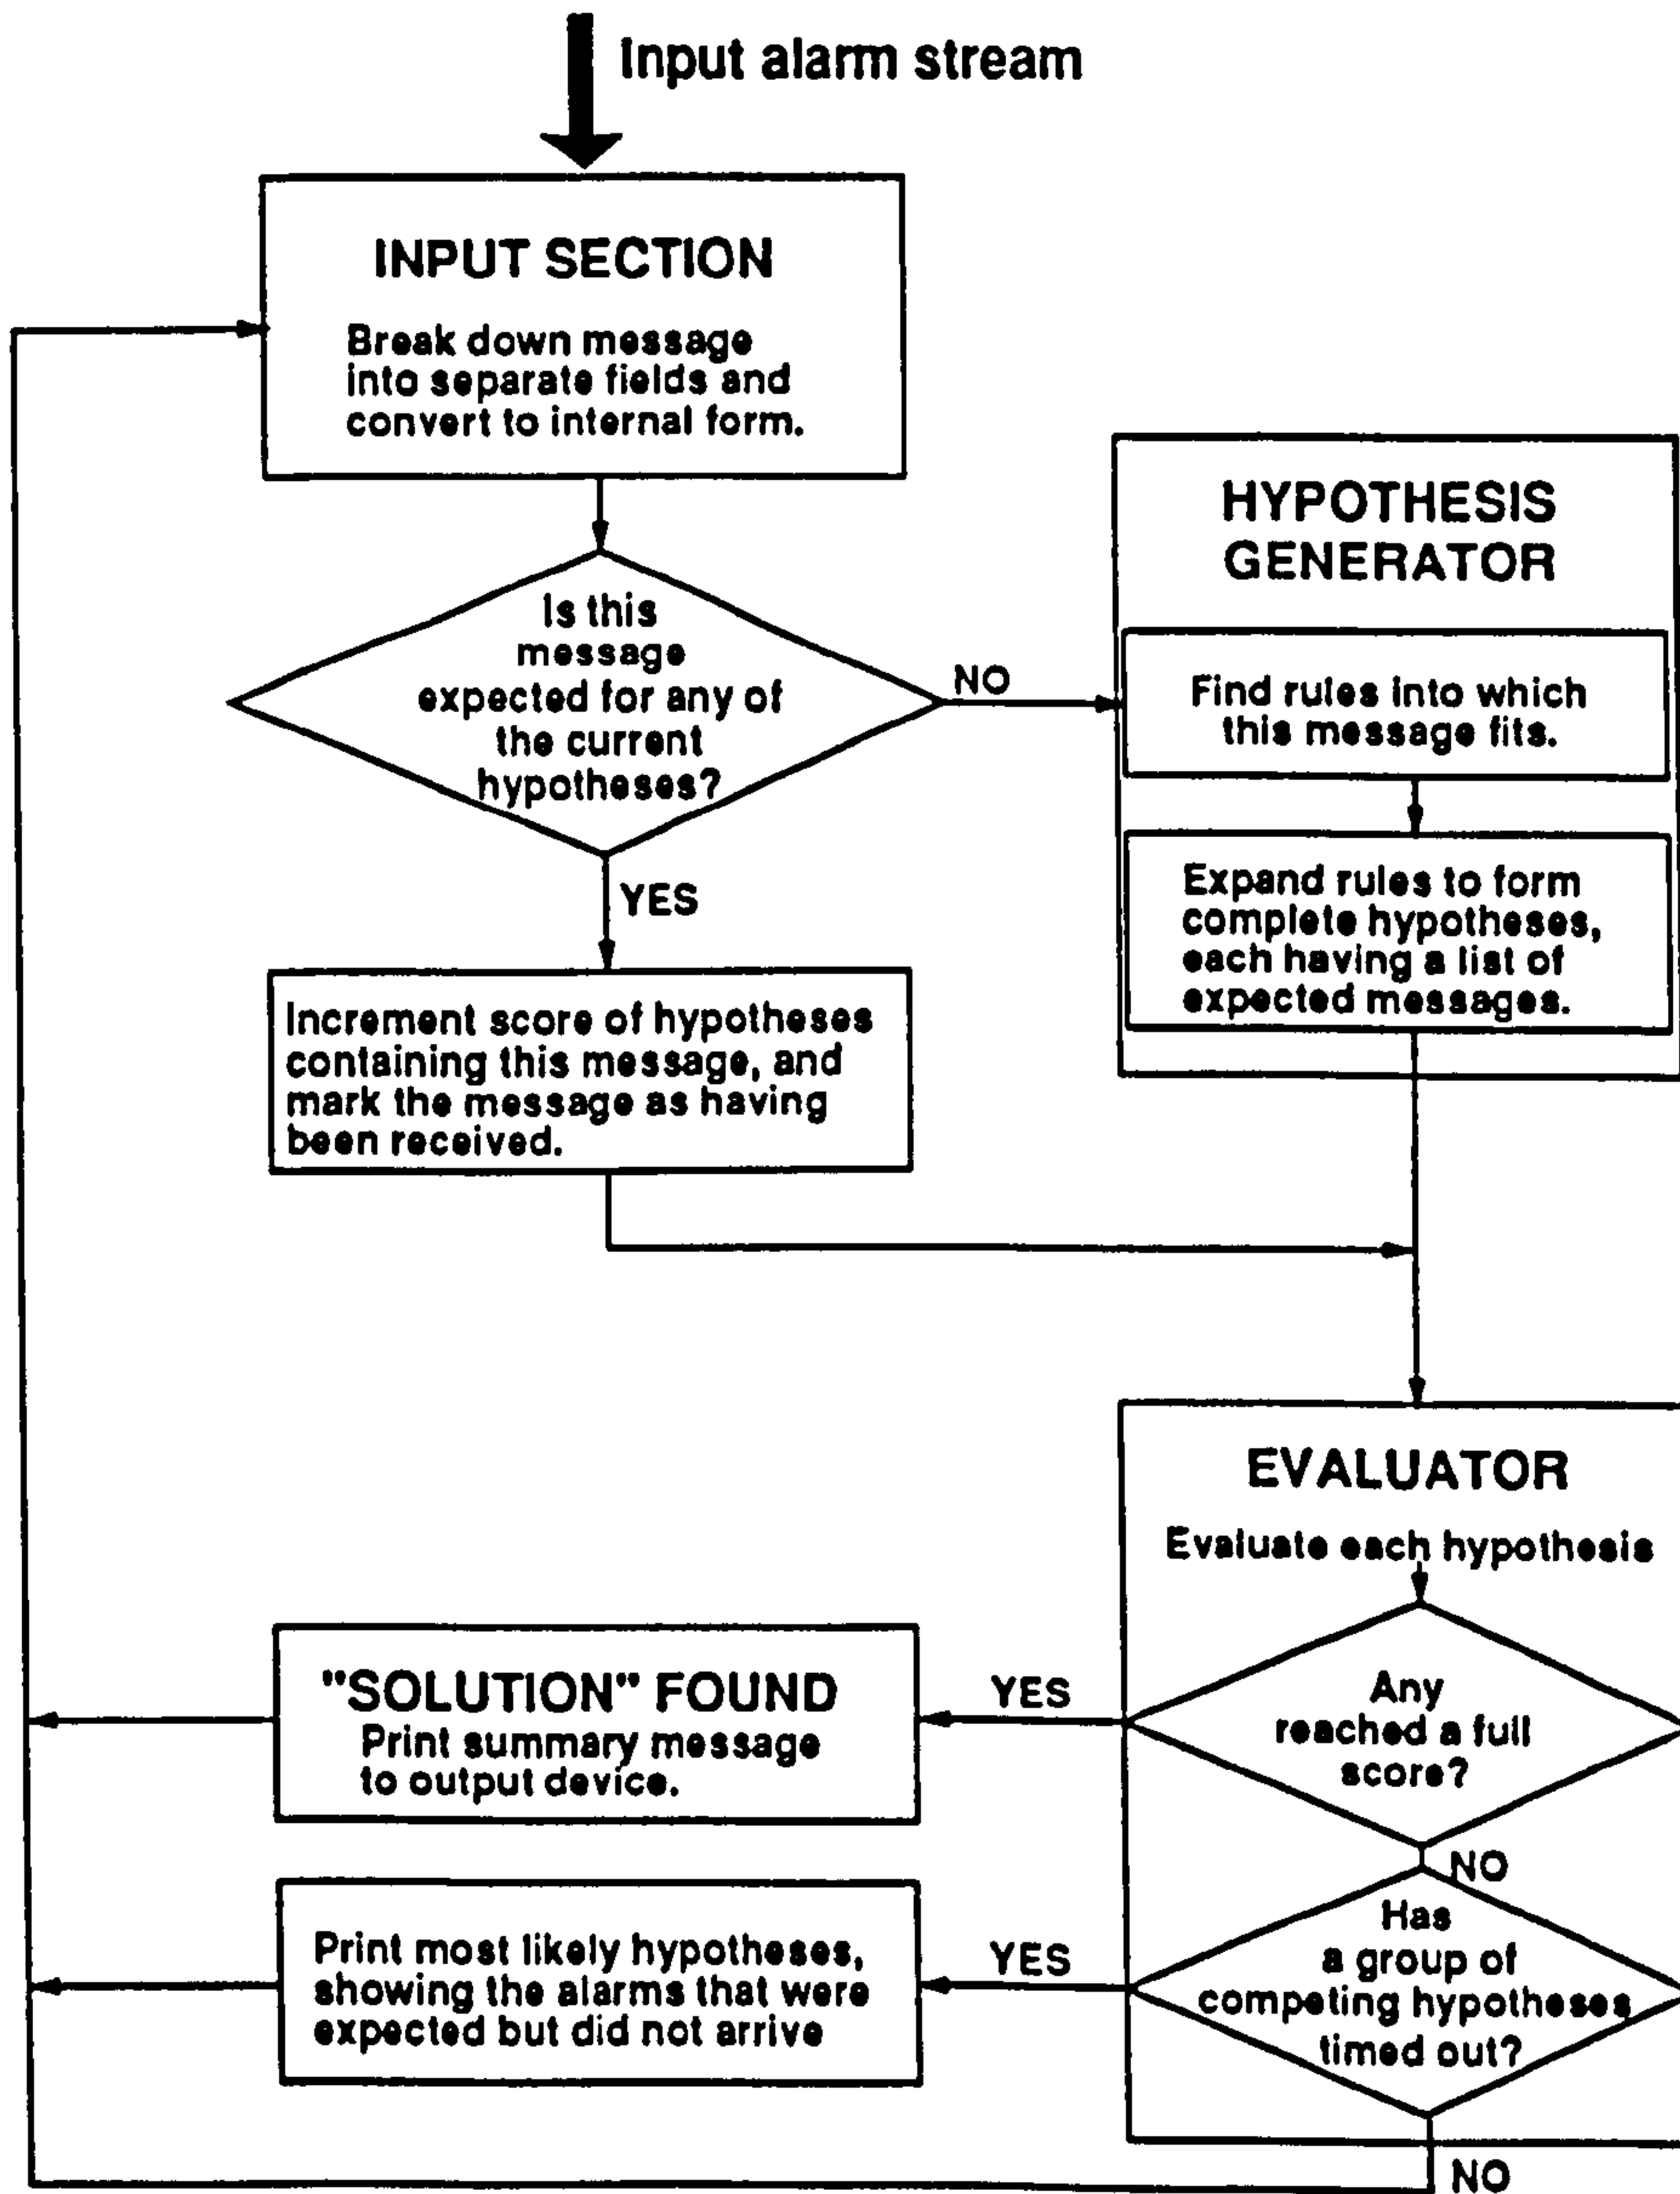 Input alarm stream
INPUT SECTION
Break down message
into separate fields and
convert to internal form.
Is this
message
expected for any of
the current
hypotheses?
NO
HYPOTHESIS
GENERATOR
Find rules into which
this message fits.
Expand rules to form
complete hypotheses,
each having a list of
expected messages.
YES
Increment score of hypotheses
containing this message, and
mark the message as having
been received.
EVALUATOR
Evaluate each hypothesis
Any
reached a full
score?
YES
"SOLUTION" FOUND
Print summary message
to output device.
NO
Has
a group of
competing hypotheses
timed out?
YES
Print most likely hypotheses,
showing the alarms that were
expected but did not arrive
NO